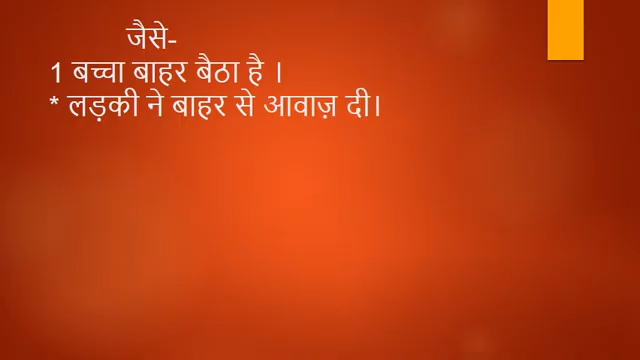 जैसे-
1 बच्चा बाहर बैठा है ।
* लड़की ने बाहर से आवाज़ दी।